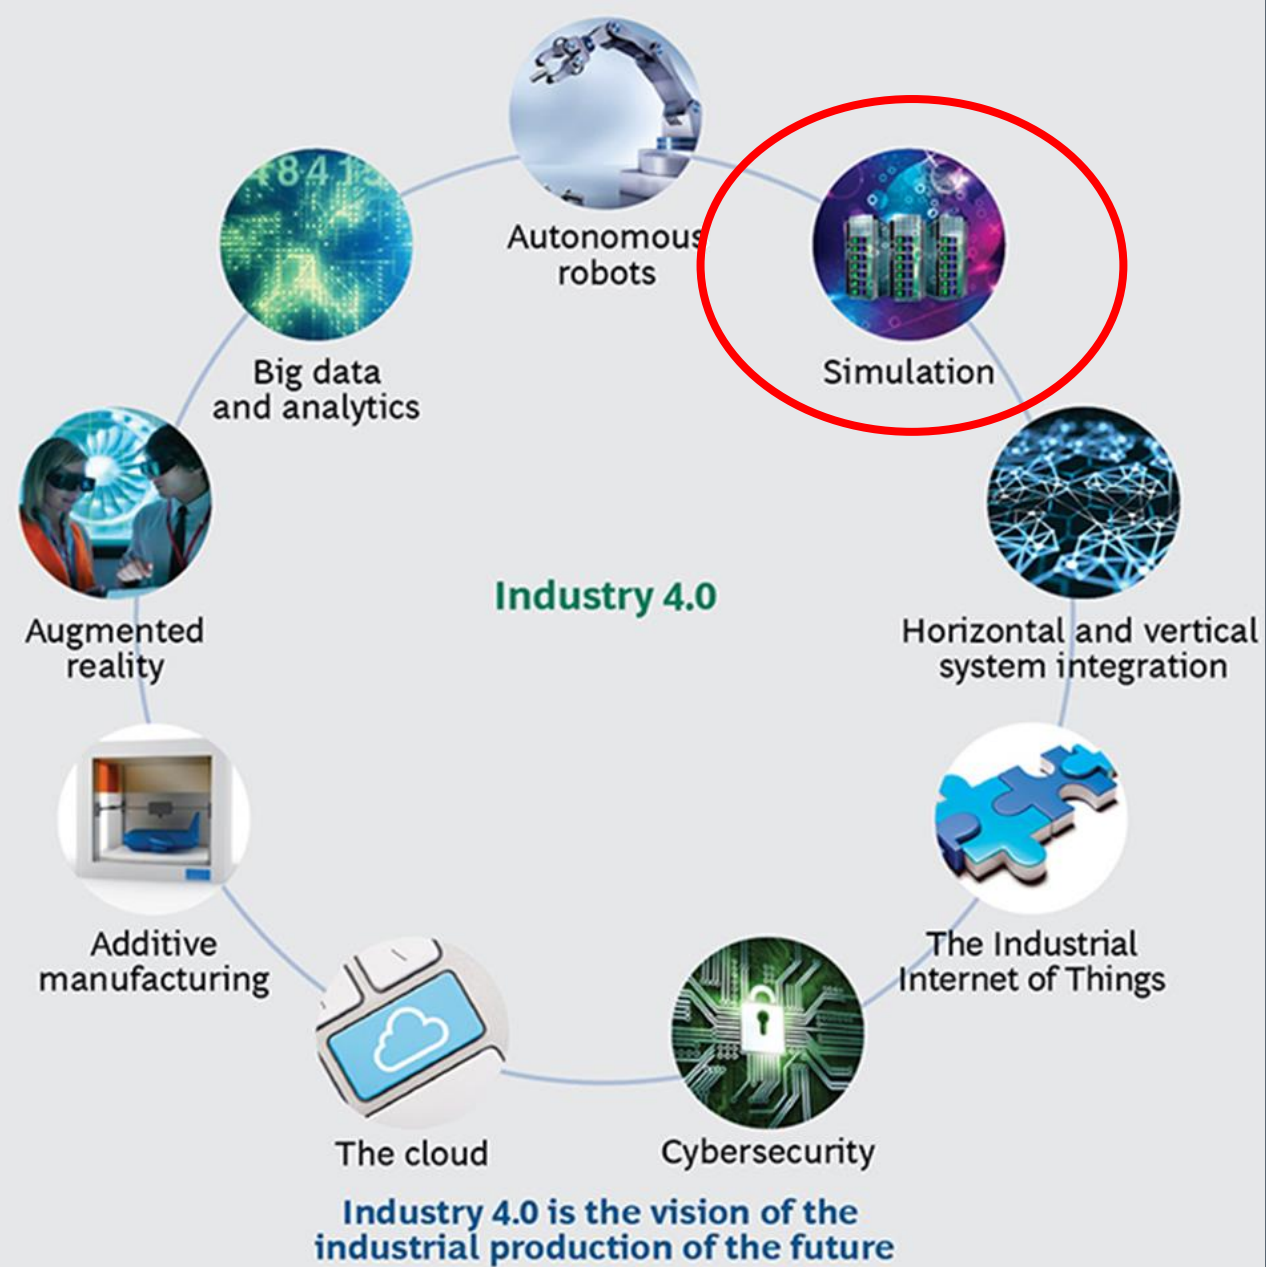 Autonomous
robots
Simulation
Big data
and analytics
Augmented
reality
Industry 4.0
Horizontal and vertical
system integration
Additive
manufacturing
The Industrial
Internet of Things
The cloud
Cybersecurity
Industry 4.0 is the vision of the
industrial production of the future